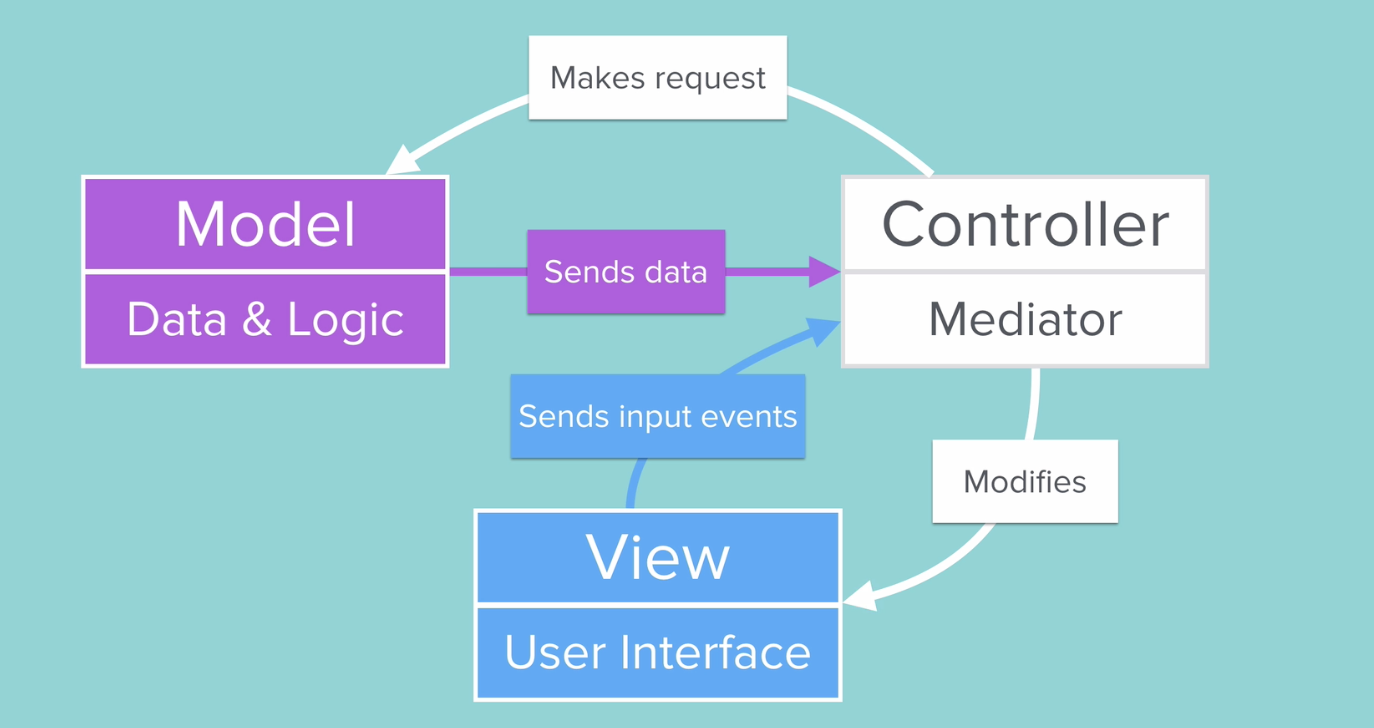 Makes request
Model
Data & Logic
Sends data
Controller
Mediator
Sends input events
Modifies
View
User Interface